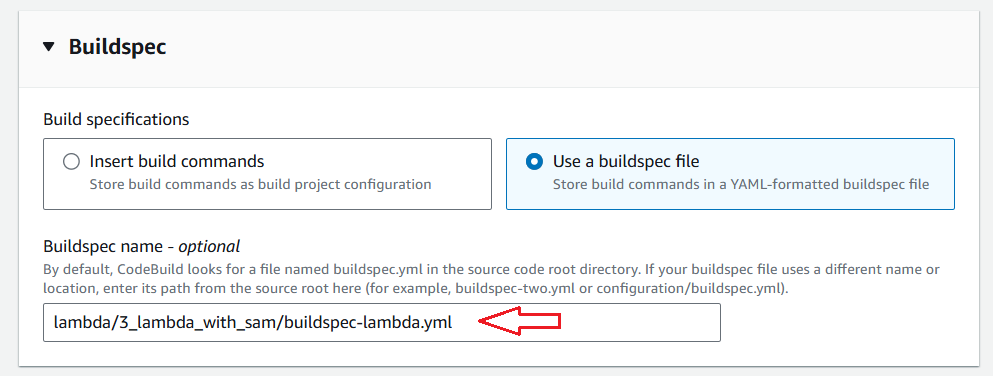 Buildspec
Build specifications
Insert build commands
Store build commands as build project configuration
Use a buildspec file
Store build commands in a YAML-formatted buildspec file
Buildspec name - optional
By default, CodeBuild looks for a file named buildspec.yml in the source code root directory. If your buildspec file uses a different name or
location, enter its path from the source root here (for example, buildspec-two.yml or configuration/buildspec.yml).
lambda/3_lambda_with_sam/buildspec-lambda.yml